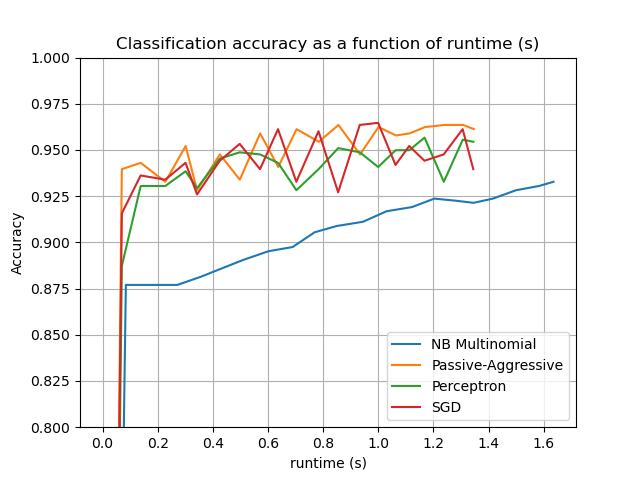 Classification accuracy as a function of runtime (s)
1.000
0.975
0.950
0.925
0.900
0.875
0.850
0.825
0.800
Accuracy
NB Multinomial
Passive-Aggressive
Perceptron
SGD
0.0 0.2 0.4 0.6 0.8 1.0 1.2 1.4 1.6
runtime (s)